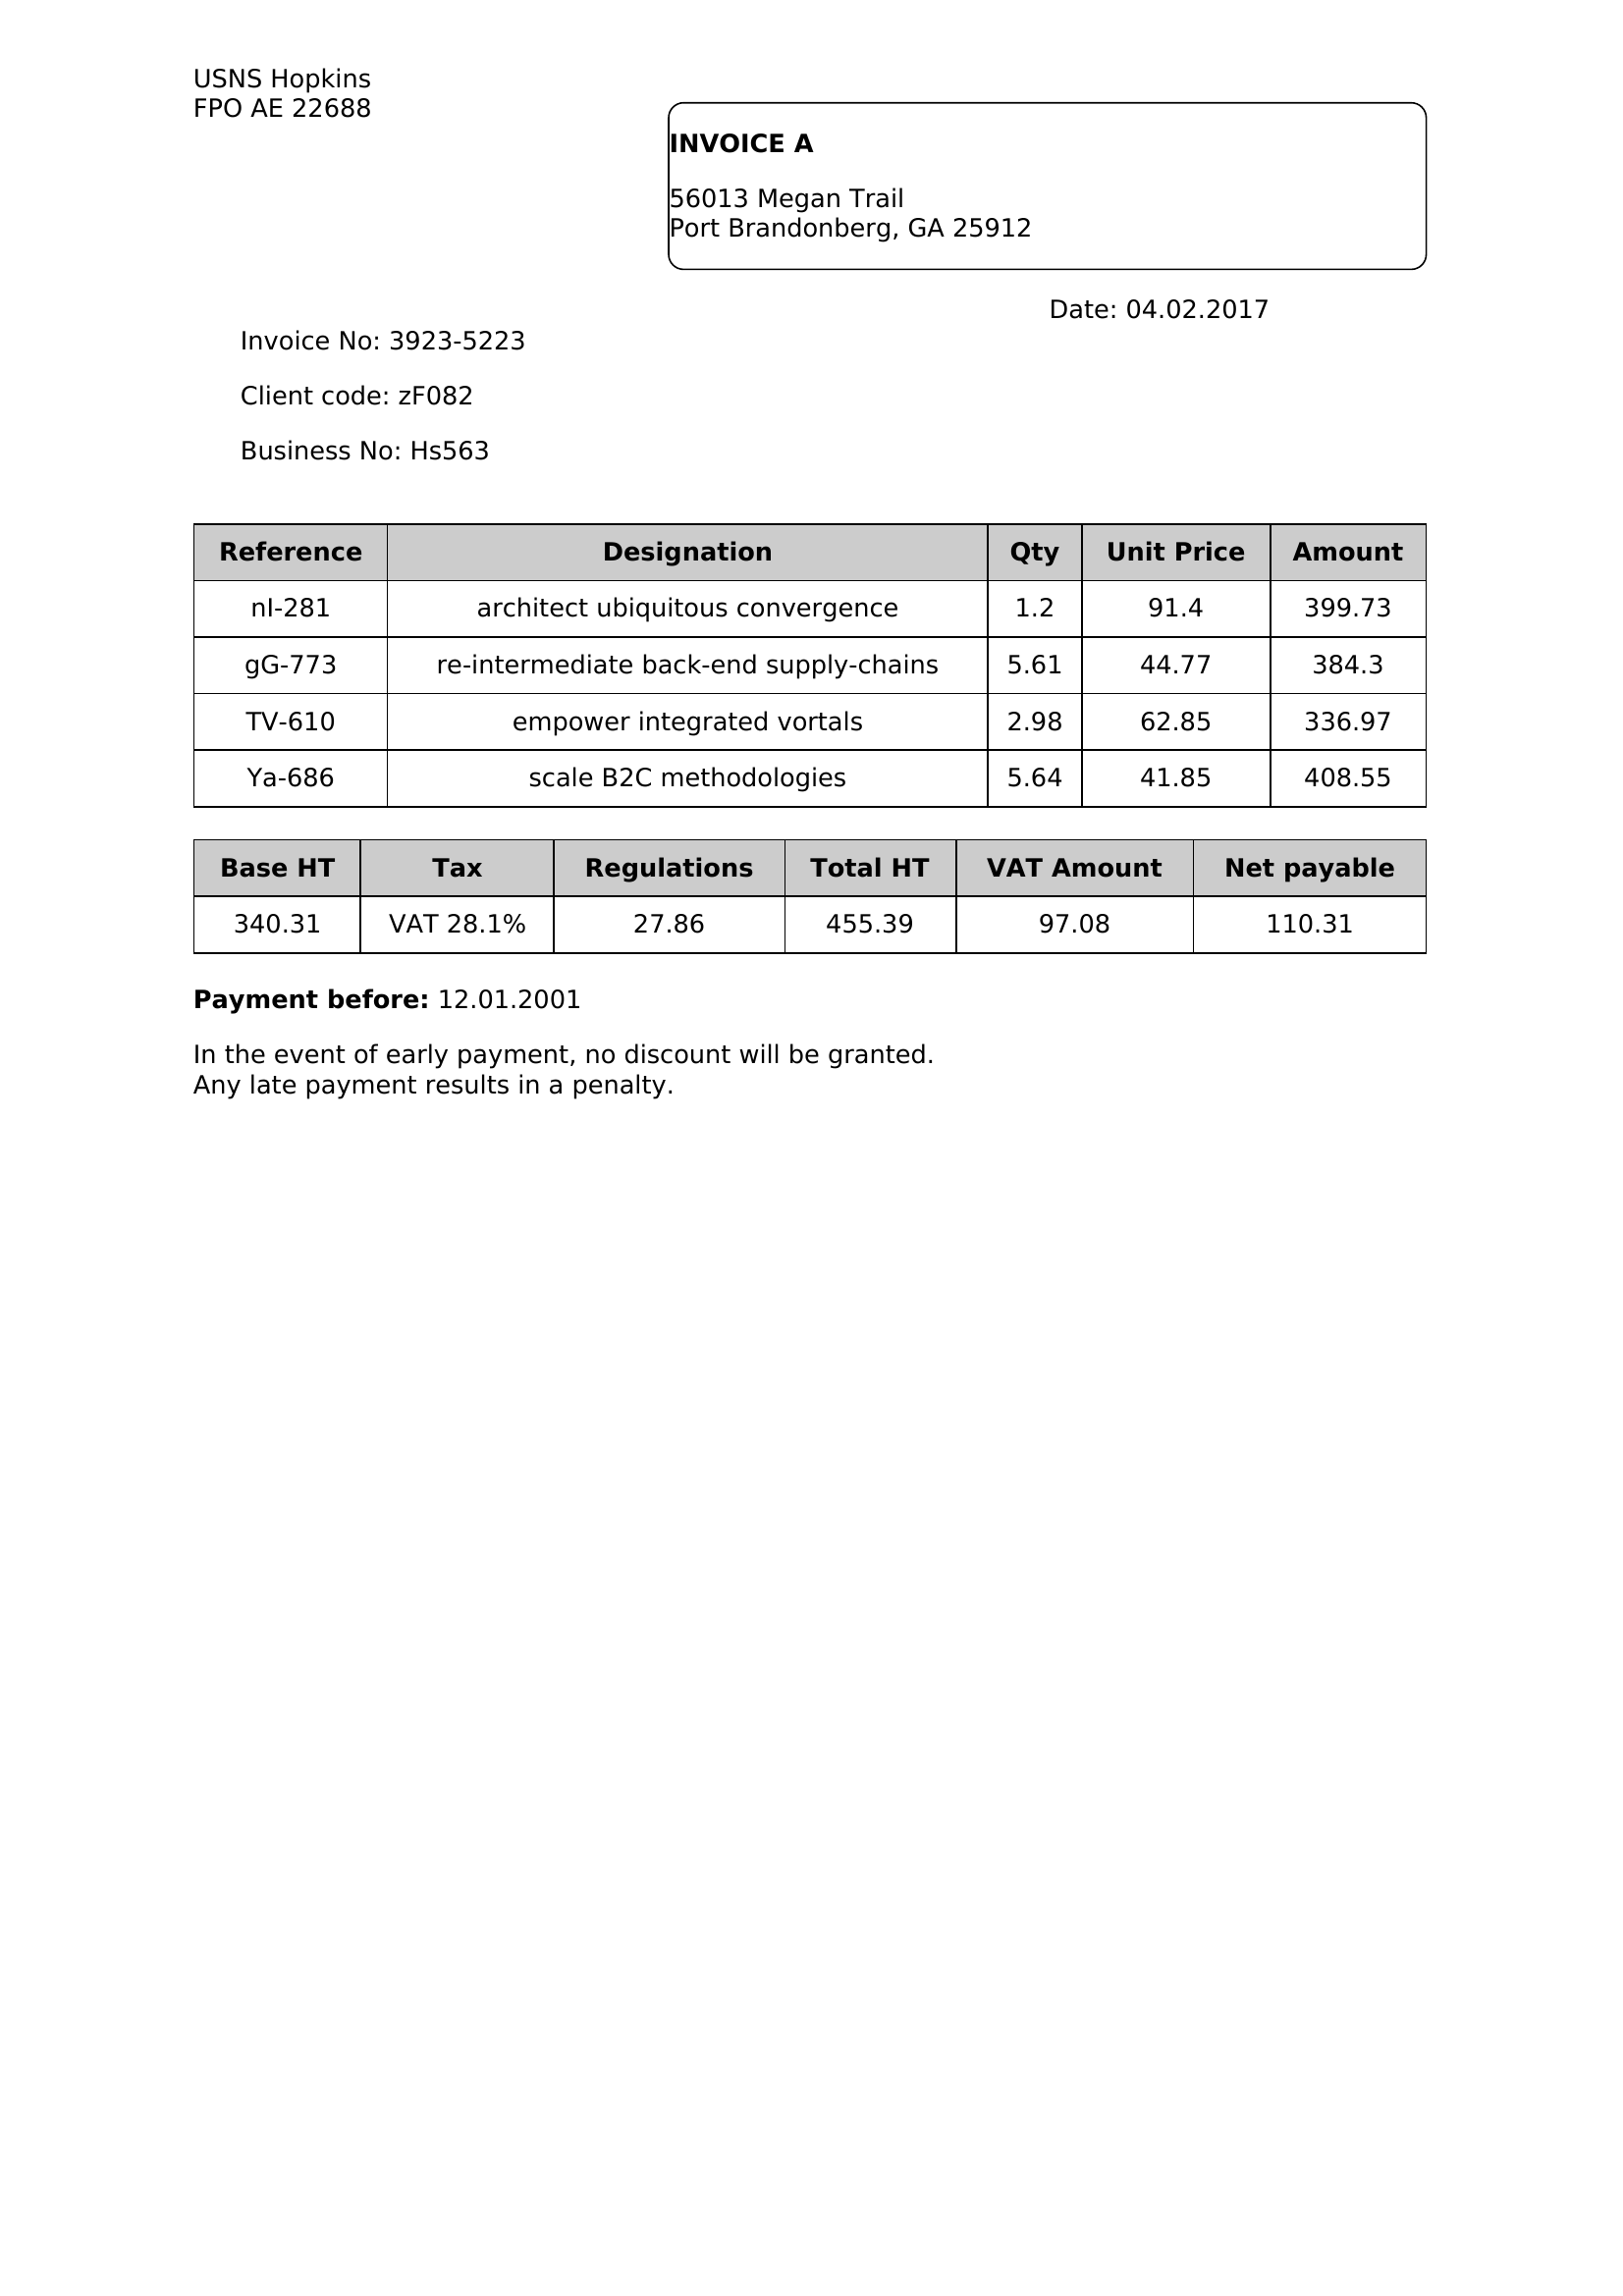 USNS Hopkins
FPO AE 22688
INVOICE A
56013 Megan Trail
Port Brandonberg, GA 25912
Date: 04.02.2017
Invoice No: 3923-5223
Client code: zF082
Business No: Hs563
Reference Designation Qty Unit Price Amount
nI-281 architect ubiquitous convergence 1.2 91.4 399.73
gG-773 re-intermediate back-end supply-chains 5.61 44.77 384.3
TV-610 empower integrated vortals 2.98 62.85 336.97
Ya-686 scale B2C methodologies 5.64 41.85 408.55
Base HT Tax Regulations Total HT VAT Amount Net payable
340.31 VAT 28.1% 27.86 455.39 97.08 110.31
Payment before: 12.01.2001
In the event of early payment, no discount will be granted.
Any late payment results in a penalty.